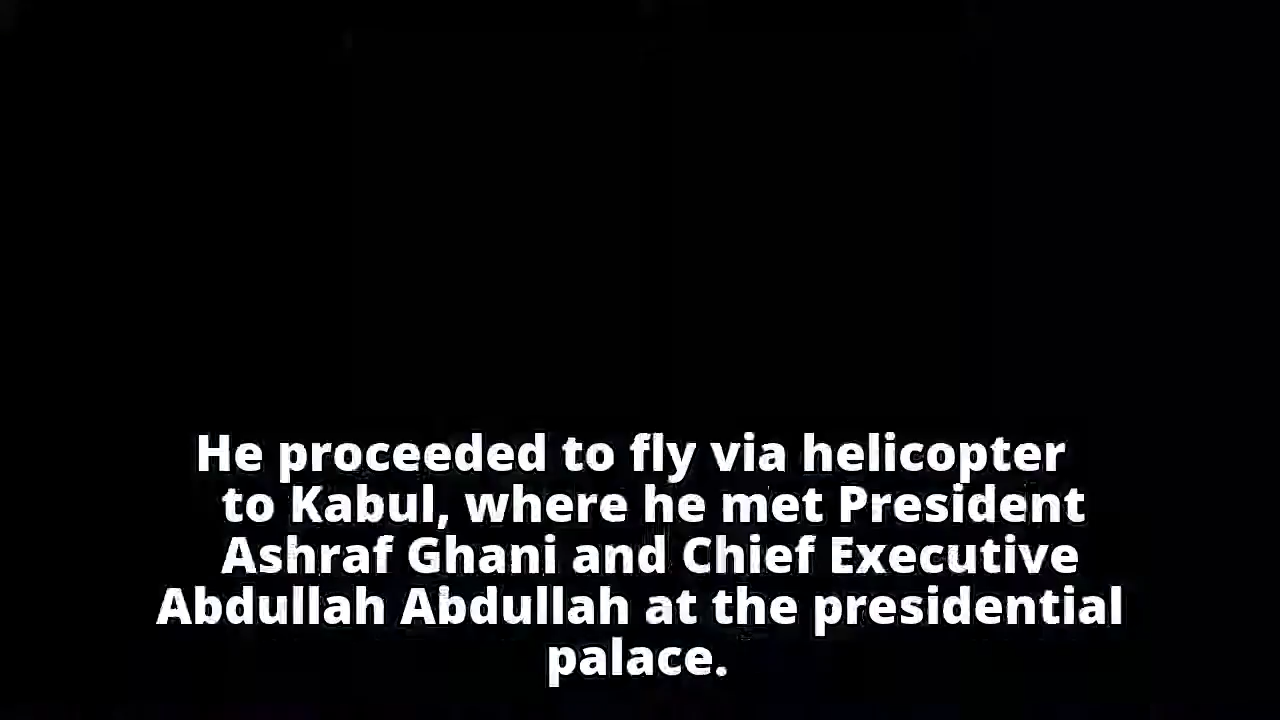 He proceeded to fly via helicopter
to Kabul, where he met President
Ashraf Ghani and Chief Executive
Abdullah Abdullah at the presidential
palace.